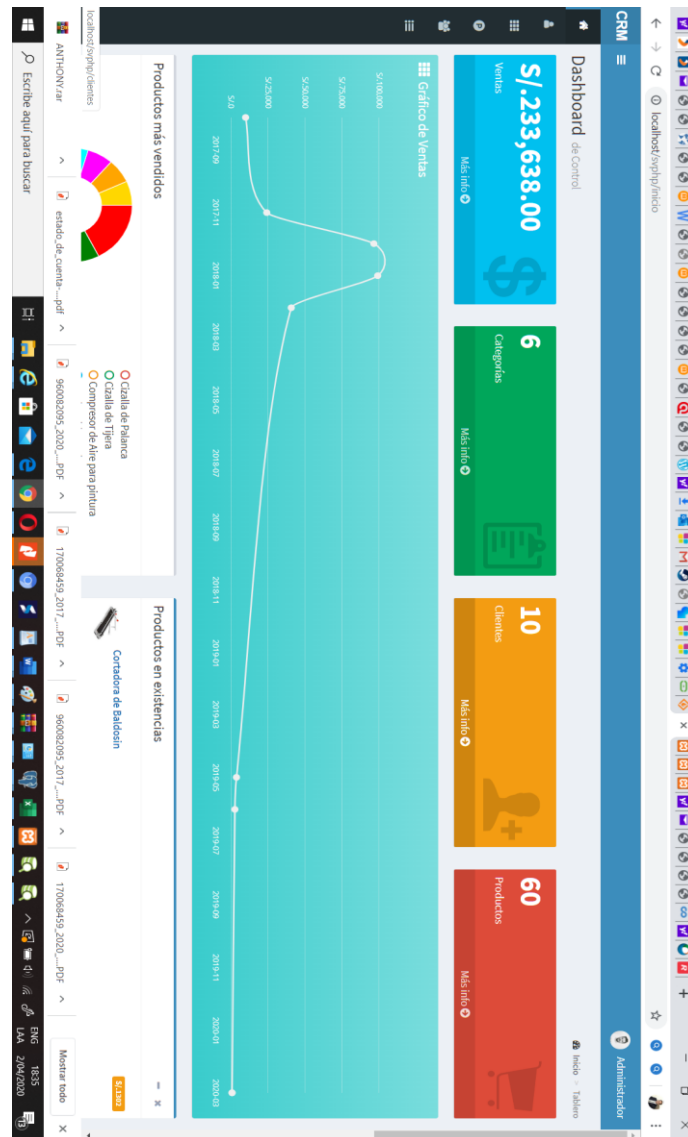 localhost/svphp/inicio
CRM
Administrador
Dashboard de Control
Inicio > Tablero
S/.233,638.00
Ventas
Más info
6
Categorías
Más info
10
Clientes
Más info
60
Productos
Más info
Gráfico de Ventas
S/.100,000
S/.75,000
S/.50,000
S/.25,000
S/.0
2017-09
2017-11
2018-01
2018-03
2018-05
2018-07
2018-09
2018-11
2019-01
2019-03
2019-05
2019-07
2019-09
2019-11
2020-01
2020-03
Productos más vendidos
Cizalla de Palanca
Cizalla de Tijera
Compresor de Aire para pintura
Productos en existencias
Cortadora de Baldosin
S/.1302
localhost/svphp/clientes
ANTHONY.rar
estado_de_cuenta-....pdf
960082095_2020_....PDF
170068459_2017_....PDF
960082095_2017_....PDF
170068459_2020_....PDF
Mostrar todo
Escribe aquí para buscar
ENG
LAA
18:35
2/04/2020